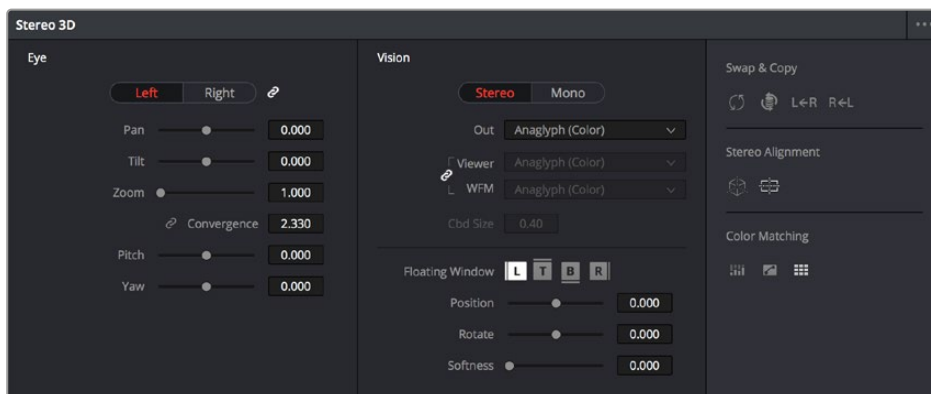 Stereo 3D
Eye
Left Right
Pan 0.000
Tilt 0.000
Zoom 1.000
Convergence 2.330
Pitch 0.000
Yaw 0.000
Vision
Stereo Mono
Out Anaglyph (Color)
Viewer Anaglyph (Color)
WFM Anaglyph (Color)
Cbd Size 0.40
Floating Window L T B R
Position 0.000
Rotate 0.000
Softness 0.000
Swap & Copy
L←R R←L
Stereo Alignment
Color Matching